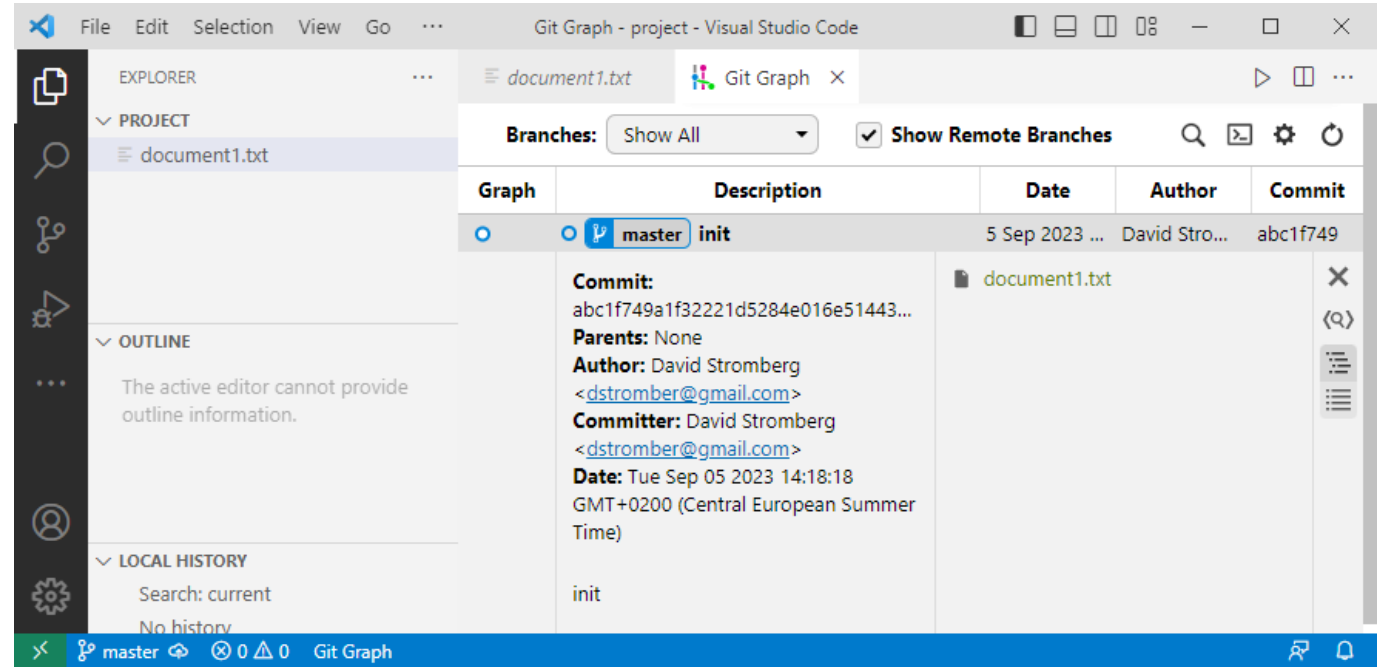 File Edit Selection View Go ··· Git Graph - project - Visual Studio Code
EXPLORER ···
document1.txt Git Graph
PROJECT
document1.txt
Branches: Show All Show Remote Branches
Graph Description Date Author Commit
master init 5 Sep 2023 ... David Stro... abc1f749
Commit:
abc1f749a1f32221d5284e016e51443...
Parents: None
Author: David Stromberg
<dstromber@gmail.com>
Committer: David Stromberg
<dstromber@gmail.com>
Date: Tue Sep 05 2023 14:18:18
GMT+0200 (Central European Summer
Time)
init
document1.txt
OUTLINE
The active editor cannot provide
outline information.
LOCAL HISTORY
Search: current
No history
master 0 0 Git Graph